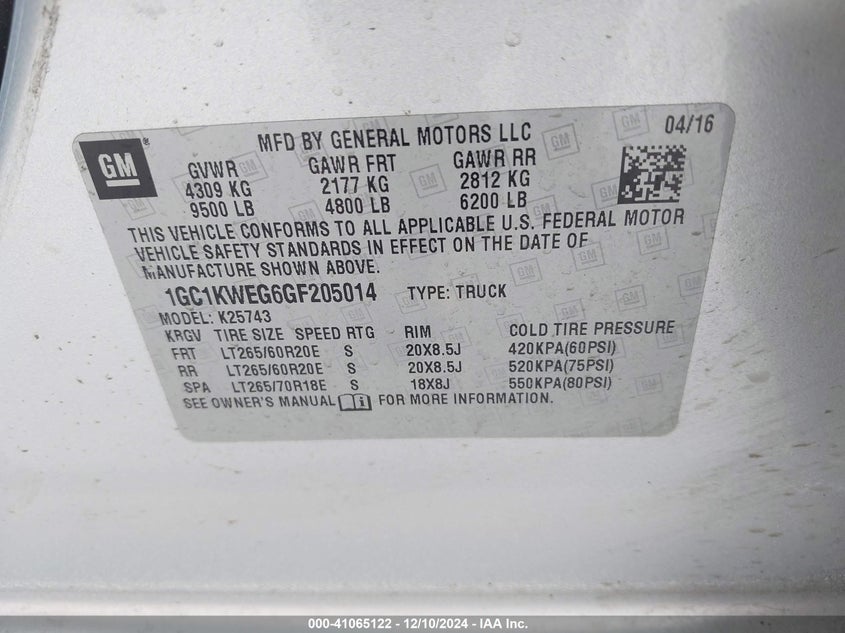 GM
MFD BY GENERAL MOTORS LLC 04/16
GVWR GAWR FRT GAWR RR
4309 KG 2177 KG 2812 KG
9500 LB 4800 LB 6200 LB
THIS VEHICLE CONFORMS TO ALL APPLICABLE U.S. FEDERAL MOTOR
VEHICLE SAFETY STANDARDS IN EFFECT ON THE DATE OF
MANUFACTURE SHOWN ABOVE.
1GC1KWEG6GF205014 TYPE: TRUCK
MODEL: K25743
KRGV TIRE SIZE SPEED RTG RIM COLD TIRE PRESSURE
FRT LT265/60R20E S 20X8.5J 420KPA(60PSI)
RR LT265/60R20E S 20X8.5J 520KPA(75PSI)
SPA LT265/70R18E S 18X8J 550KPA(80PSI)
SEE OWNER'S MANUAL FOR MORE INFORMATION.
000-41065122 - 12/10/2024 - IAA Inc.